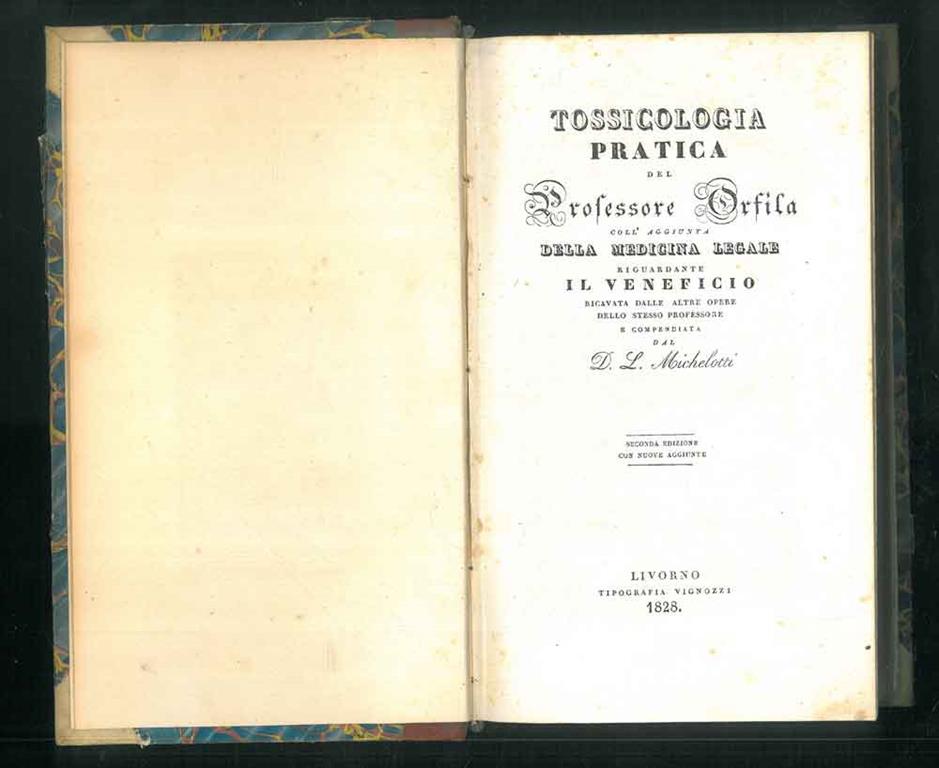 TOSSICOLOGIA
PRATICA
DEL
Professore Orfila
COLL' AGGIUNTA
DELLA MEDICINA LEGALE
RIGUARDANTE
IL VENEFICIO
RICAVATA DALLE ALTRE OPERE
DELLO STESSO PROFESSORE
E COMPENDIATA
DAL
D. L. Michelotti
SECONDA EDIZIONE
CON NUOVE AGGIUNTE
LIVORNO
TIPOGRAFIA VIGNOZZI
1828.